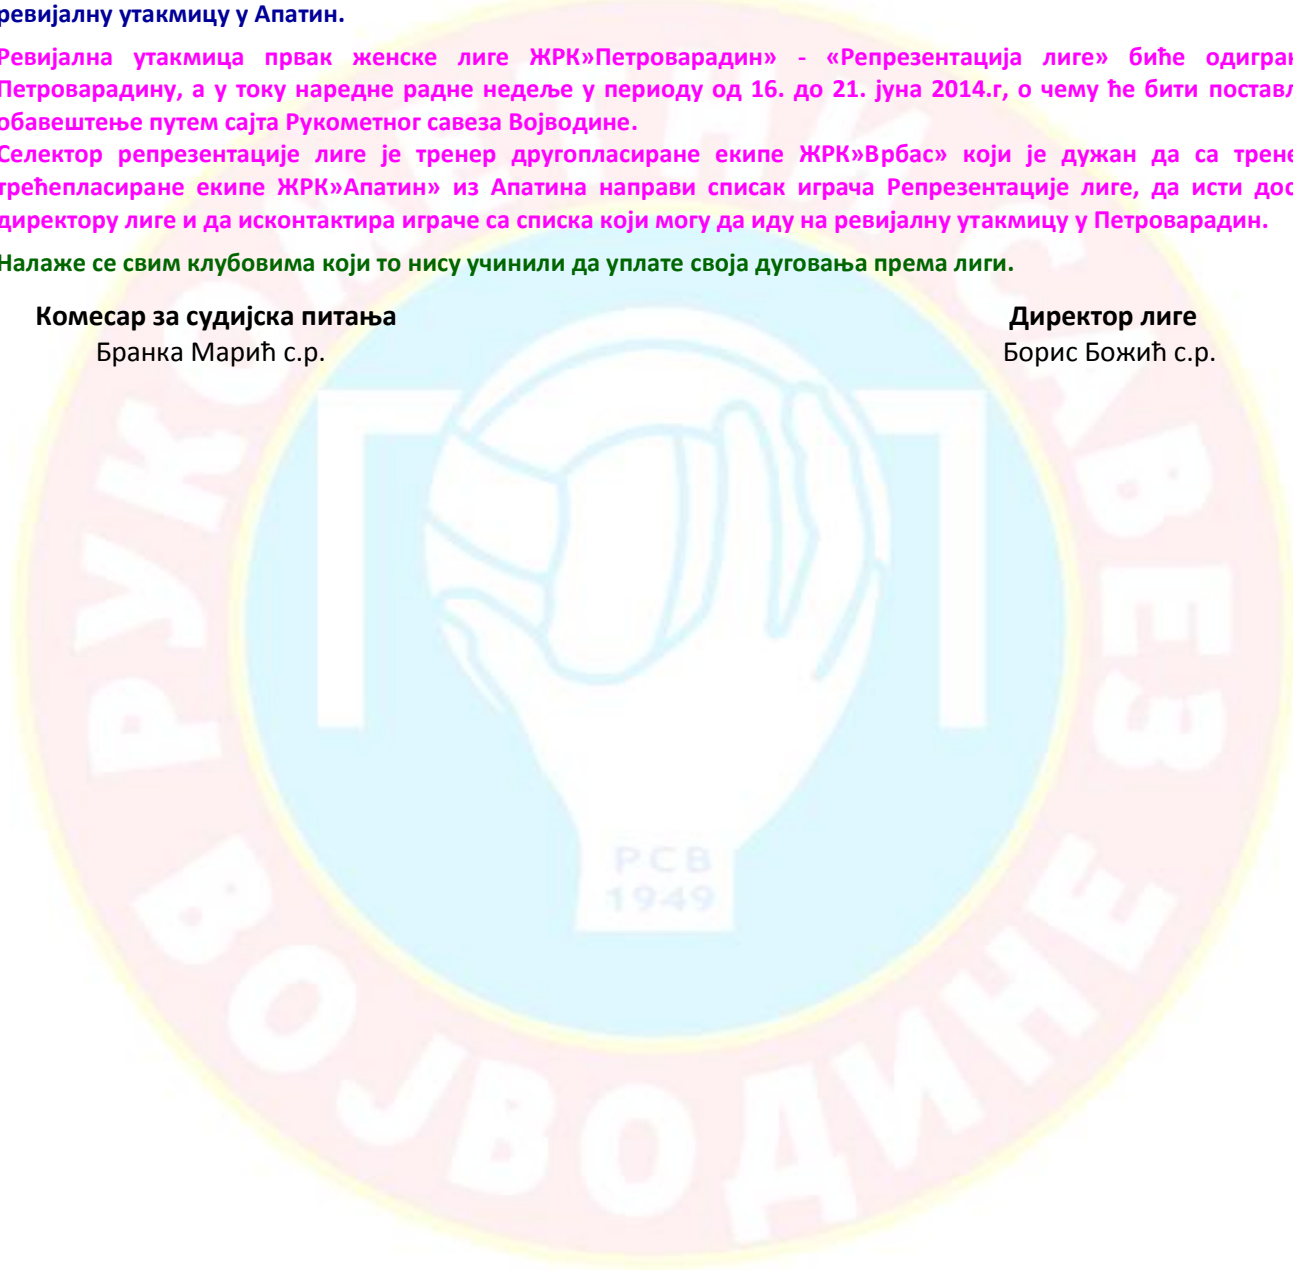 ревијалну утакмицу у Апатин.
Ревијална утакмица првак женске лиге ЖРК»Петроварадин» - «Репрезентација лиге» биће одигран
Петроварадину, а у току наредне радне недеље у периоду од 16. до 21. јуна 2014.г, о чему ће бити поставл
обавештење путем сајта Рукометног савеза Војводине.
Селектор репрезентације лиге је тренер другопласиране екипе ЖРК»Врбас» који је дужан да са трене
трећепласиране екипе ЖРК»Апатин» из Апатина направи списак играча Репрезентације лиге, да исти дос
директору лиге и да исконтактира играче са списка који могу да иду на ревијалну утакмицу у Петроварадин.
Налаже се свим клубовима који то нису учинили да уплате своја дуговања према лиги.
Комесар за судијска питања Директор лиге
Бранка Марић с.р. Борис Божић с.р.
РУКОМЕТНИ САВЕЗ
РСВ
1949
ВОЈВОДИНЕ